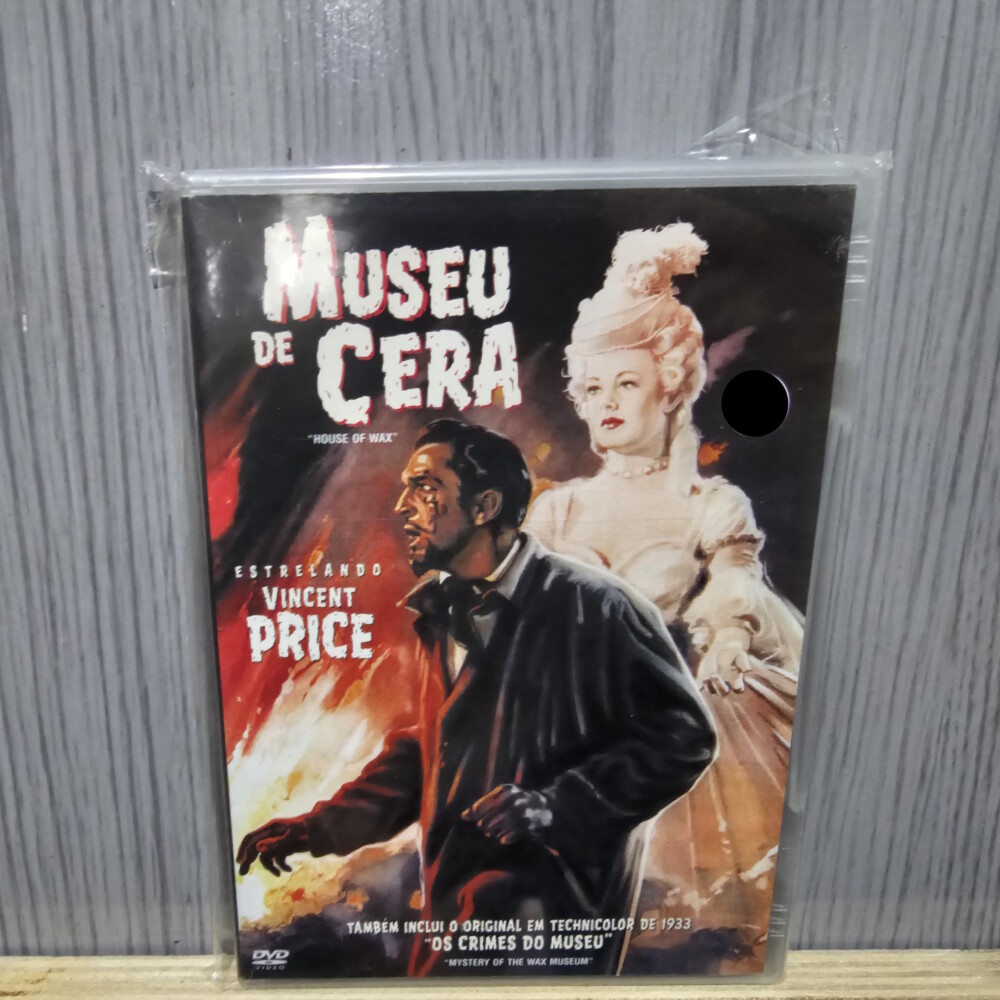 MUSEU
DE CERA
"HOUSE OF WAX"
ESTRELANDO
VINCENT
PRICE
TAMBÉM INCLUI O ORIGINAL EM TECHNICOLOR DE 1933
"OS CRIMES DO MUSEU"
"MYSTERY OF THE WAX MUSEUM"
DVD
VIDEO